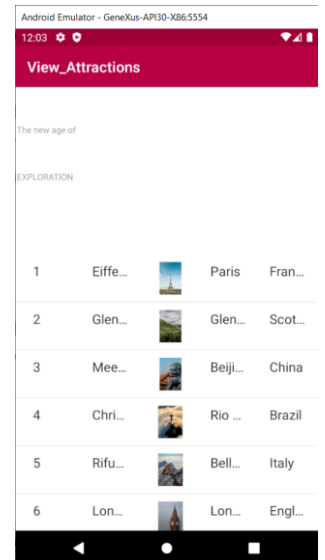 Android Emulator - GeneXus-API30-X86:5554
12:03
View_Attractions
The new age of
EXPLORATION
1 Eiffe... Paris Fran...
2 Glen... Glen... Scot...
3 Mee... Beiji... China
4 Chri... Rio ... Brazil
5 Rifu... Bell... Italy
6 Lon... Lon... Engl...